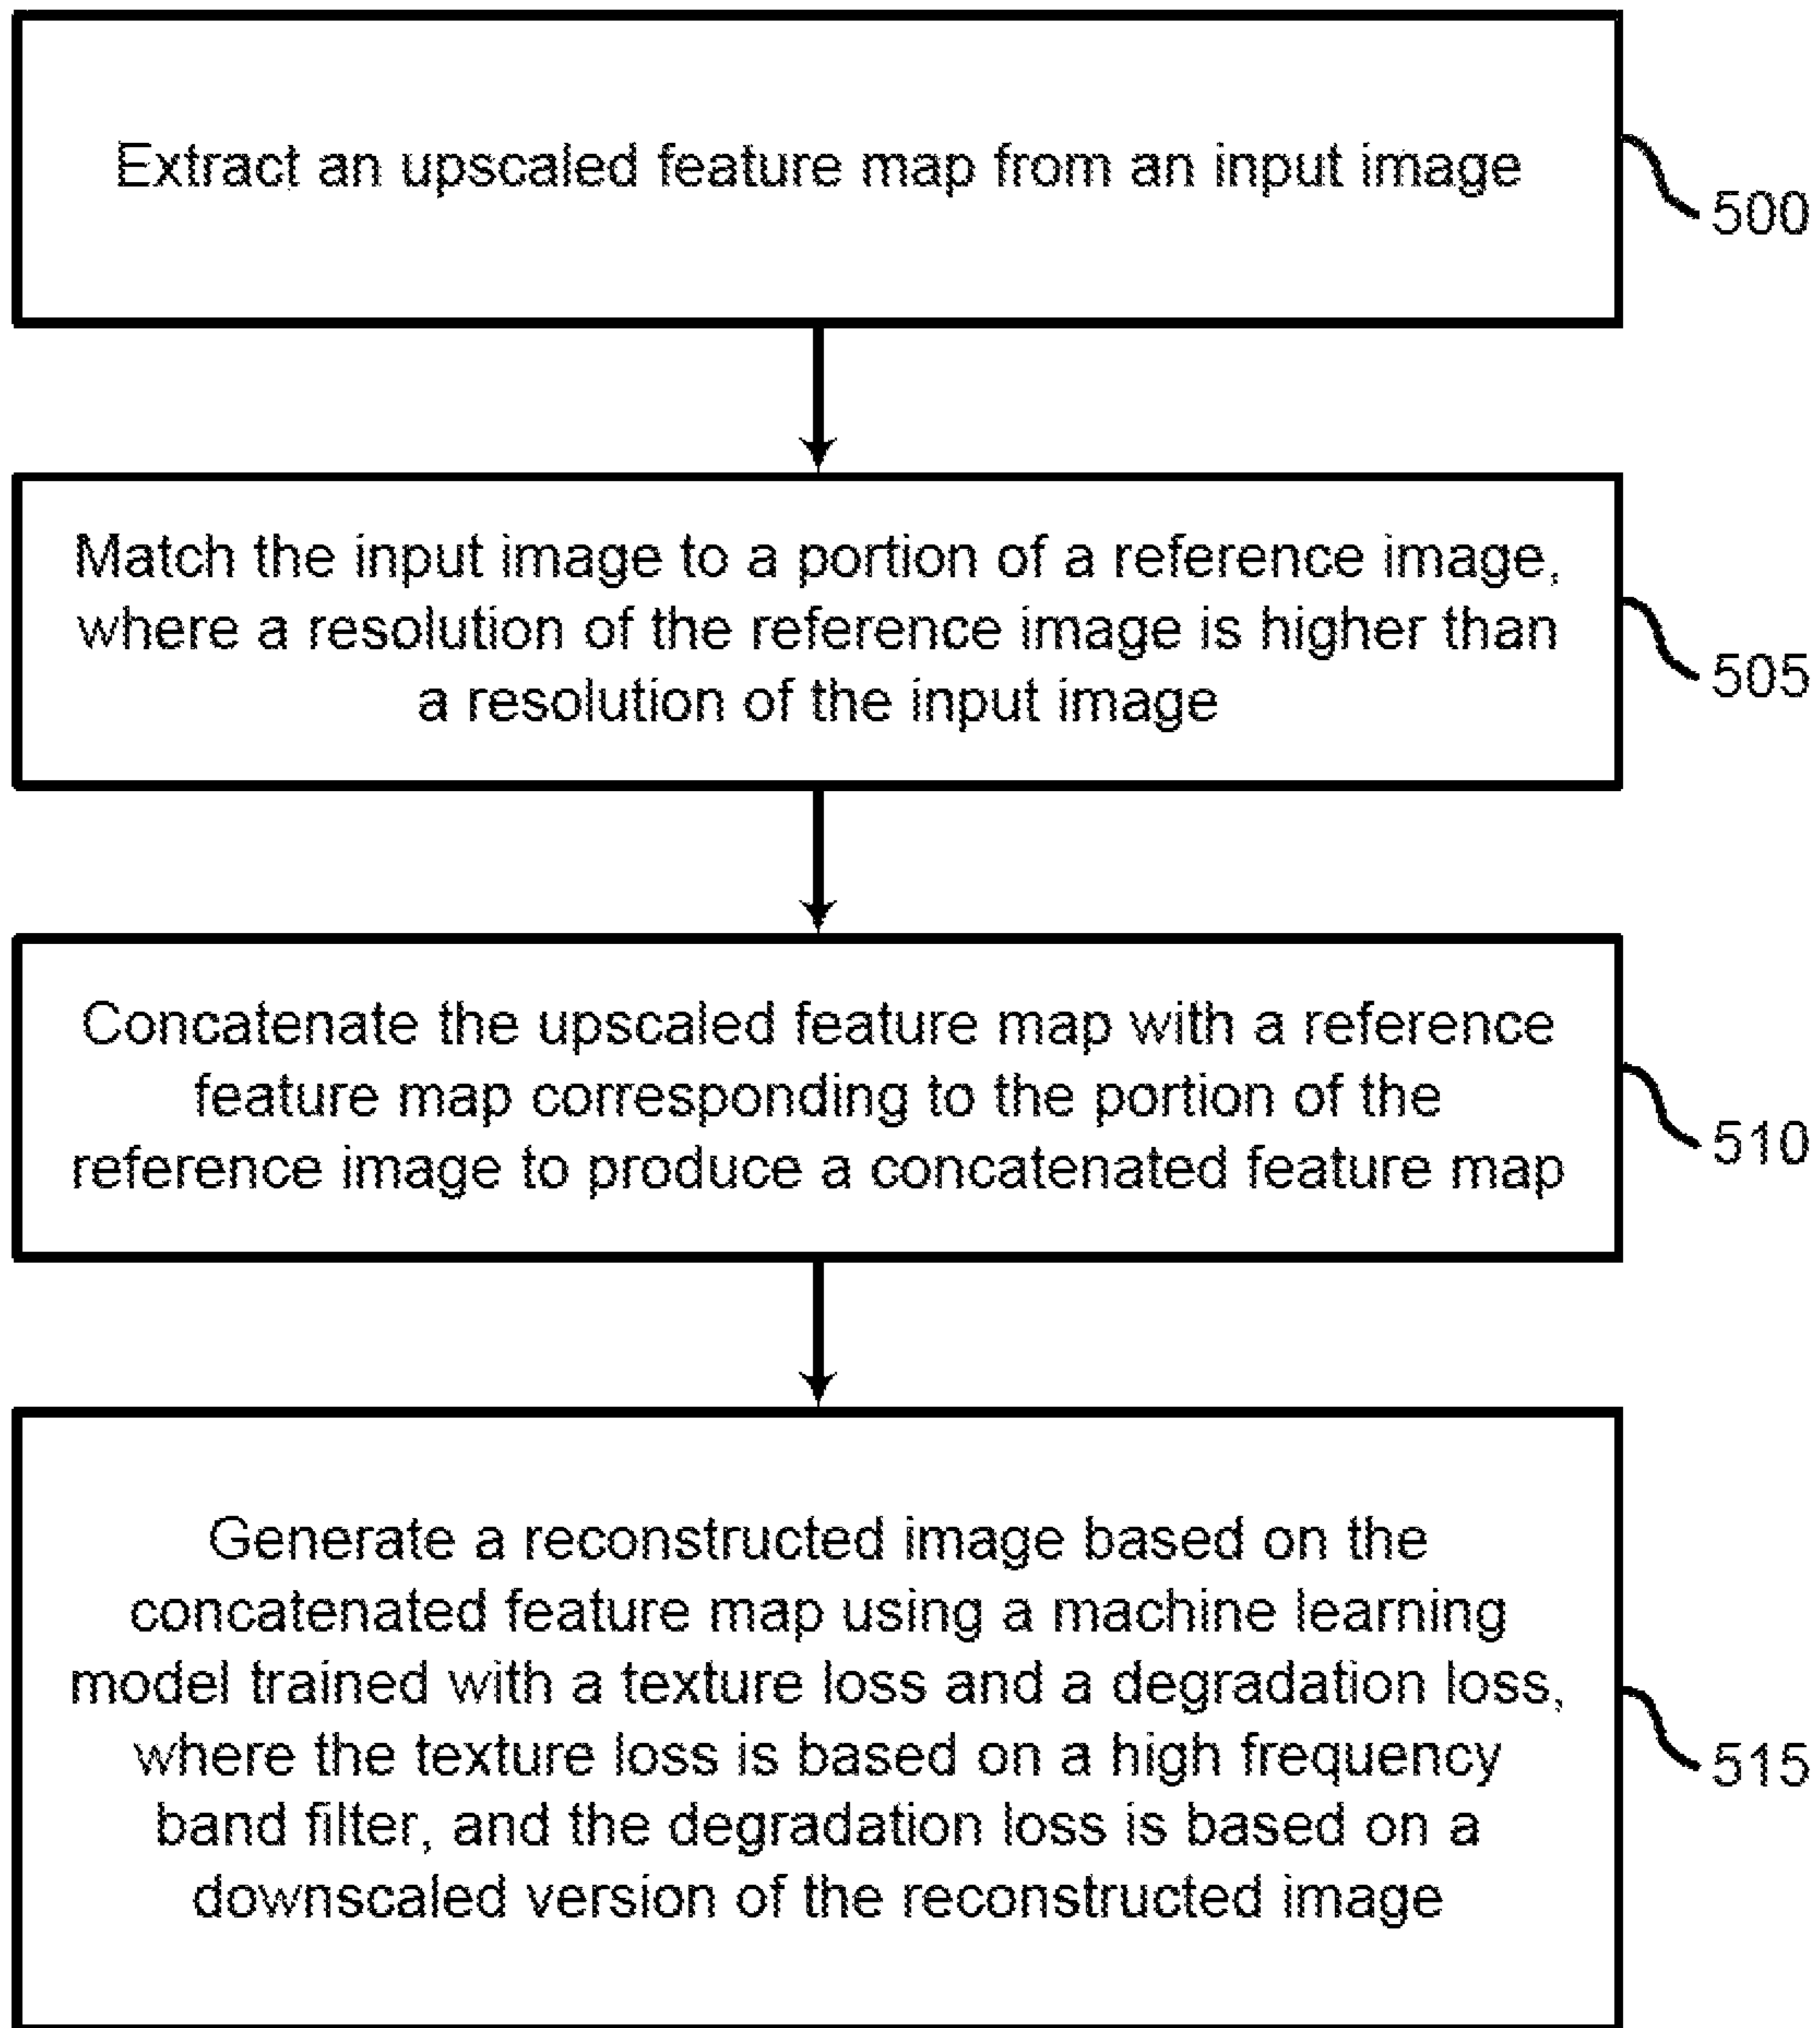 Extract an upscaled feature map from an input image
500
Match the input image to a portion of a reference image,
where a resolution of the reference image is higher than
a resolution of the input image
505
Concatenate the upscaled feature map with a reference
feature map corresponding to the portion of the
reference image to produce a concatenated feature map
510
Generate a reconstructed image based on the
concatenated feature map using a machine learning
model trained with a texture loss and a degradation loss,
where the texture loss is based on a high frequency
band filter, and the degradation loss is based on a
downscaled version of the reconstructed image
515